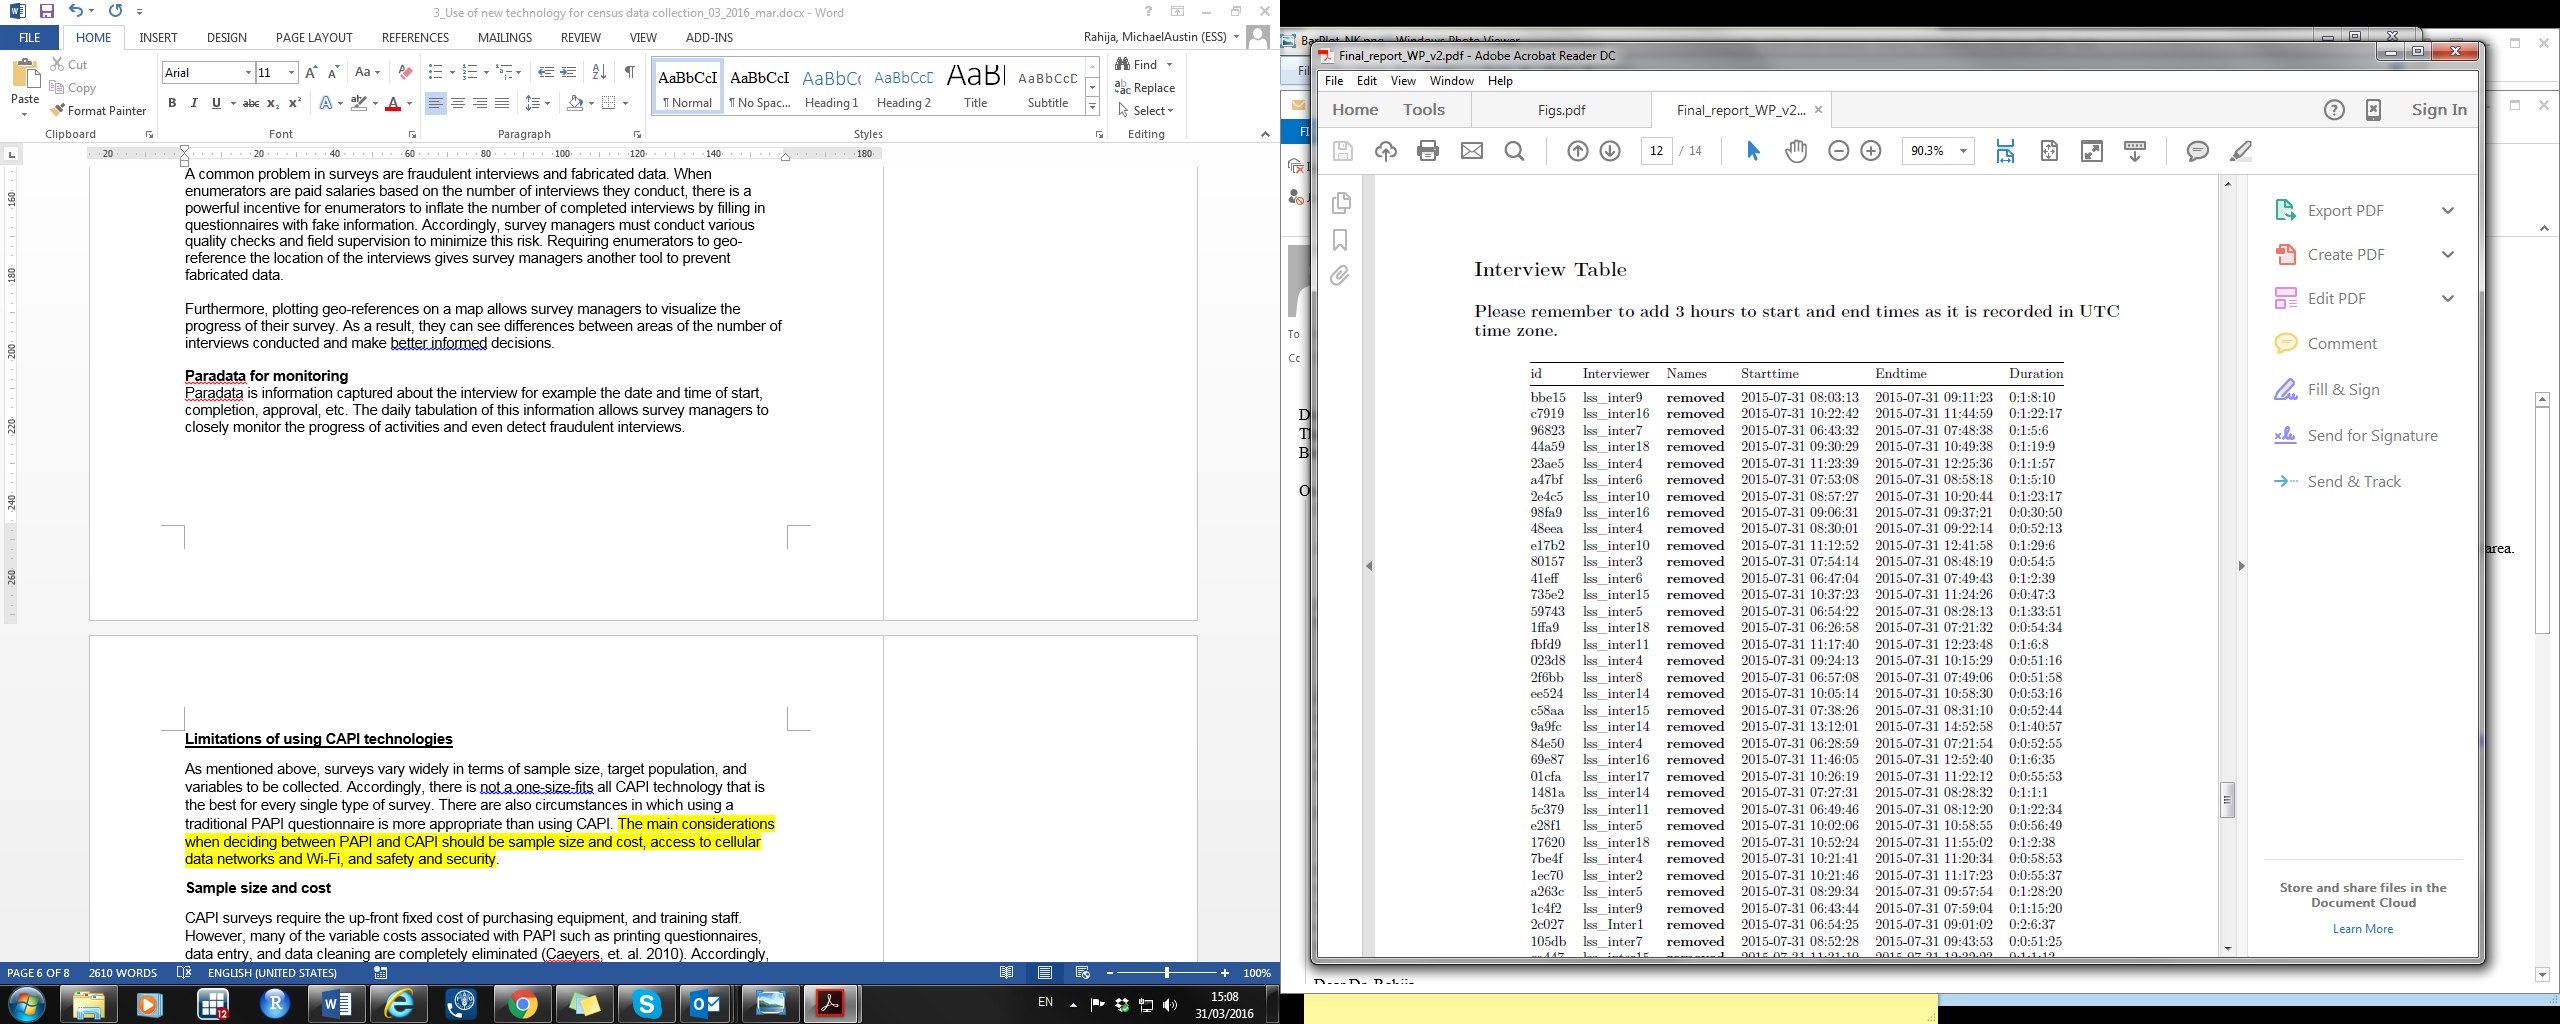 3_Use of new technology for census data collection_03_2016_mar.docx - Word
FILE HOME INSERT DESIGN PAGE LAYOUT REFERENCES MAILINGS REVIEW VIEW ADD-INS
Rahija, MichaelAustin (ESS)
Cut
Copy
Paste
Format Painter
Clipboard
Arial 11
Font
Paragraph
AaBbCcI AaBbCcI AaBbCc AaBbCcD AaBl AaBbCcD
¶ Normal ¶ No Spac... Heading 1 Heading 2 Title Subtitle
Styles
Find
Replace
Select
Editing
A common problem in surveys are fraudulent interviews and fabricated data. When
enumerators are paid salaries based on the number of interviews they conduct, there is a
powerful incentive for enumerators to inflate the number of completed interviews by filling in
questionnaires with fake information. Accordingly, survey managers must conduct various
quality checks and field supervision to minimize this risk. Requiring enumerators to geo-
reference the location of the interviews gives survey managers another tool to prevent
fabricated data.
Furthermore, plotting geo-references on a map allows survey managers to visualize the
progress of their survey. As a result, they can see differences between areas of the number of
interviews conducted and make better informed decisions.
Paradata for monitoring
Paradata is information captured about the interview for example the date and time of start,
completion, approval, etc. The daily tabulation of this information allows survey managers to
closely monitor the progress of activities and even detect fraudulent interviews.
Limitations of using CAPI technologies
As mentioned above, surveys vary widely in terms of sample size, target population, and
variables to be collected. Accordingly, there is not a one-size-fits all CAPI technology that is
the best for every single type of survey. There are also circumstances in which using a
traditional PAPI questionnaire is more appropriate than using CAPI. The main considerations
when deciding between PAPI and CAPI should be sample size and cost, access to cellular
data networks and Wi-Fi, and safety and security.
Sample size and cost
CAPI surveys require the up-front fixed cost of purchasing equipment, and training staff.
However, many of the variable costs associated with PAPI such as printing questionnaires,
data entry, and data cleaning are completely eliminated (Caeyers, et. al. 2010). Accordingly,
PAGE 6 OF 8 2610 WORDS ENGLISH (UNITED STATES) 100%
EN 15:08
31/03/2016
Final_report_WP_v2.pdf - Adobe Acrobat Reader DC
File Edit View Window Help
Home Tools Figs.pdf Final_report_WP_v2... × Sign In
12 / 14 90.3%
Interview Table
Please remember to add 3 hours to start and end times as it is recorded in UTC
time zone.
id Interviewer Names Starttime Endtime Duration
bbe15 lss_inter9 removed 2015-07-31 08:03:13 2015-07-31 09:11:23 0:1:8:10
c7919 lss_inter16 removed 2015-07-31 10:22:42 2015-07-31 11:44:59 0:1:22:17
96823 lss_inter7 removed 2015-07-31 06:43:32 2015-07-31 07:48:38 0:1:5:6
44a59 lss_inter18 removed 2015-07-31 09:30:29 2015-07-31 10:49:38 0:1:19:9
23ae5 lss_inter4 removed 2015-07-31 11:23:39 2015-07-31 12:25:36 0:1:1:57
a47bf lss_inter6 removed 2015-07-31 07:53:08 2015-07-31 08:58:18 0:1:5:10
2e4c5 lss_inter10 removed 2015-07-31 08:57:27 2015-07-31 10:20:44 0:1:23:17
98fa9 lss_inter16 removed 2015-07-31 09:06:31 2015-07-31 09:37:21 0:0:30:50
48eea lss_inter4 removed 2015-07-31 08:30:01 2015-07-31 09:22:14 0:0:52:13
e17b2 lss_inter10 removed 2015-07-31 11:12:52 2015-07-31 12:41:58 0:1:29:6
80157 lss_inter3 removed 2015-07-31 07:54:14 2015-07-31 08:48:19 0:0:54:5
41eff lss_inter6 removed 2015-07-31 06:47:04 2015-07-31 07:49:43 0:1:2:39
735e2 lss_inter15 removed 2015-07-31 10:37:23 2015-07-31 11:24:26 0:0:47:3
59743 lss_inter5 removed 2015-07-31 06:54:22 2015-07-31 08:28:13 0:1:33:51
1ffa9 lss_inter18 removed 2015-07-31 06:26:58 2015-07-31 07:21:32 0:0:54:34
fbfd9 lss_inter11 removed 2015-07-31 11:17:40 2015-07-31 12:23:48 0:1:6:8
023d8 lss_inter4 removed 2015-07-31 09:24:13 2015-07-31 10:15:29 0:0:51:16
2f6bb lss_inter8 removed 2015-07-31 06:57:08 2015-07-31 07:49:06 0:0:51:58
ee524 lss_inter14 removed 2015-07-31 10:05:14 2015-07-31 10:58:30 0:0:53:16
c58aa lss_inter15 removed 2015-07-31 07:38:26 2015-07-31 08:31:10 0:0:52:44
9a9fc lss_inter14 removed 2015-07-31 13:12:01 2015-07-31 14:52:58 0:1:40:57
84e50 lss_inter4 removed 2015-07-31 06:28:59 2015-07-31 07:21:54 0:0:52:55
69e87 lss_inter16 removed 2015-07-31 11:46:05 2015-07-31 12:52:40 0:1:6:35
01cfa lss_inter17 removed 2015-07-31 10:26:19 2015-07-31 11:22:12 0:0:55:53
1481a lss_inter14 removed 2015-07-31 07:27:31 2015-07-31 08:28:32 0:1:1:1
5c379 lss_inter11 removed 2015-07-31 06:49:46 2015-07-31 08:12:20 0:1:22:34
e28f1 lss_inter5 removed 2015-07-31 10:02:06 2015-07-31 10:58:55 0:0:56:49
17620 lss_inter18 removed 2015-07-31 10:52:24 2015-07-31 11:55:02 0:1:2:38
7be4f lss_inter4 removed 2015-07-31 10:21:41 2015-07-31 11:20:34 0:0:58:53
1ec70 lss_inter2 removed 2015-07-31 10:21:46 2015-07-31 11:17:23 0:0:55:37
a263c lss_inter5 removed 2015-07-31 08:29:34 2015-07-31 09:57:54 0:1:28:20
1c4f2 lss_inter9 removed 2015-07-31 06:43:44 2015-07-31 07:59:04 0:1:15:20
2c027 lss_Inter1 removed 2015-07-31 06:54:25 2015-07-31 09:01:02 0:2:6:37
105db lss_inter7 removed 2015-07-31 08:52:28 2015-07-31 09:43:53 0:0:51:25
Export PDF
Create PDF
Edit PDF
Comment
Fill & Sign
Send for Signature
Send & Track
Store and share files in the
Document Cloud
Learn More
area.